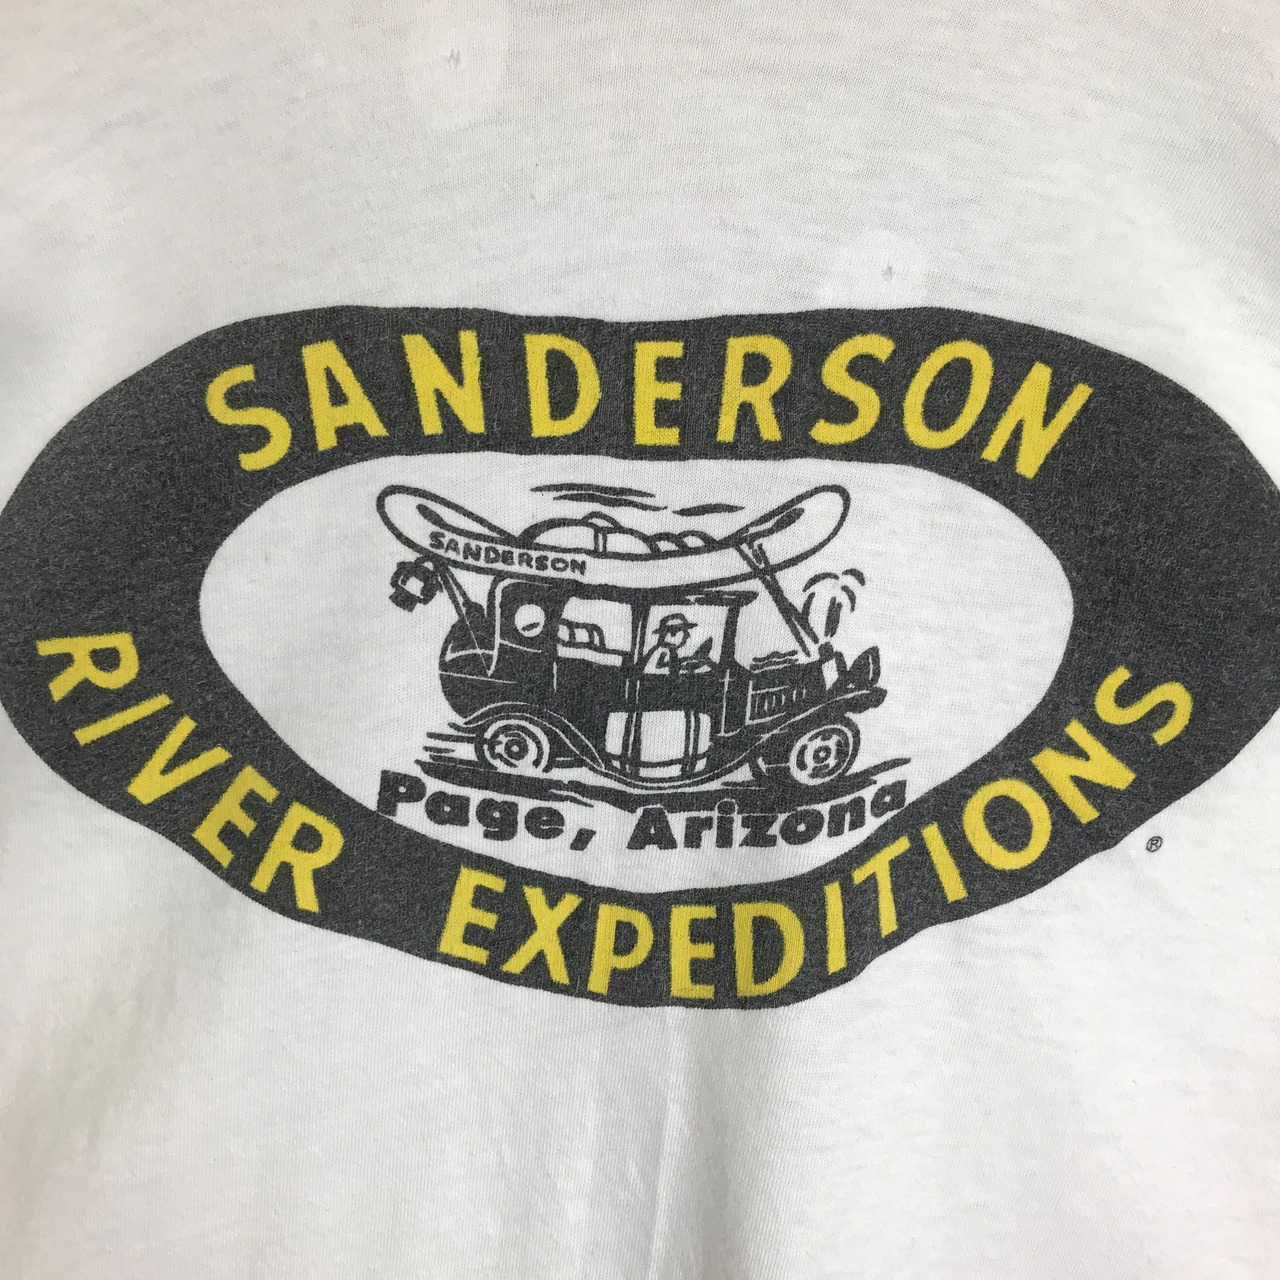 SANDERSON
SANDERSON
Page, Arizona
RIVER EXPEDITIONS
®